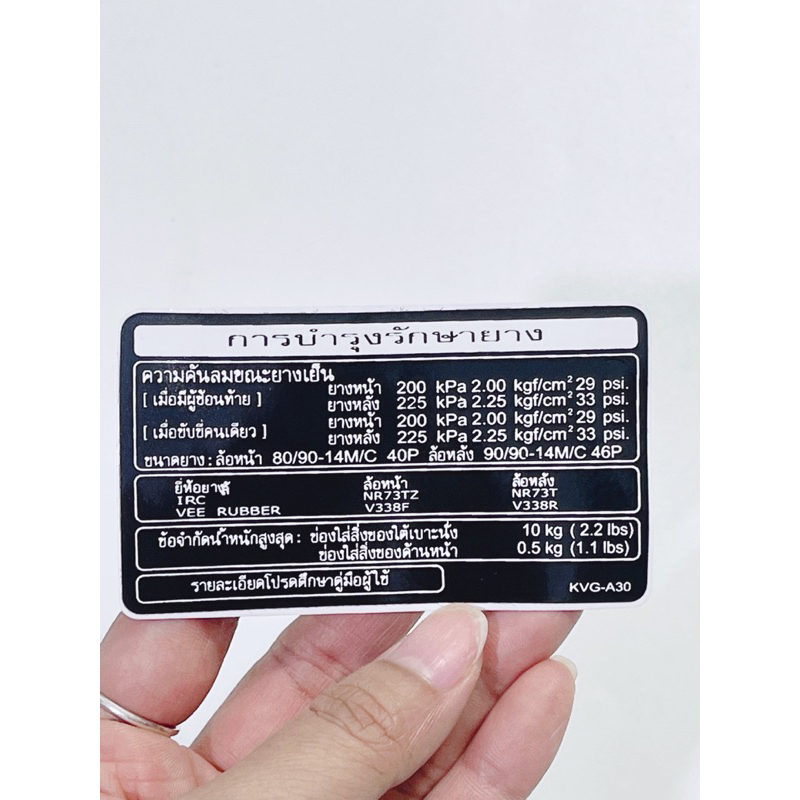 การบำรุงรักษายาง
ความดันลมขณะยางเย็น
[ เมื่อมีผู้ซ้อนท้าย ] ยางหน้า 200 kPa 2.00 kgf/cm² 29 psi.
ยางหลัง 225 kPa 2.25 kgf/cm² 33 psi.
[ เมื่อขับขี่คนเดียว ] ยางหน้า 200 kPa 2.00 kgf/cm² 29 psi.
ยางหลัง 225 kPa 2.25 kgf/cm² 33 psi.
ขนาดยาง : ล้อหน้า 80/90-14M/C 40P ล้อหลัง 90/90-14M/C 46P
ยี่ห้อยาง ล้อหน้า ล้อหลัง
IRC NR73TZ NR73T
VEE RUBBER V338F V338R
ข้อจำกัดน้ำหนักสูงสุด : ช่องใส่สิ่งของใต้เบาะนั่ง 10 kg ( 2.2 lbs)
ช่องใส่สิ่งของด้านหน้า 0.5 kg (1.1 lbs)
รายละเอียดโปรดศึกษาคู่มือผู้ใช้ KVG-A30